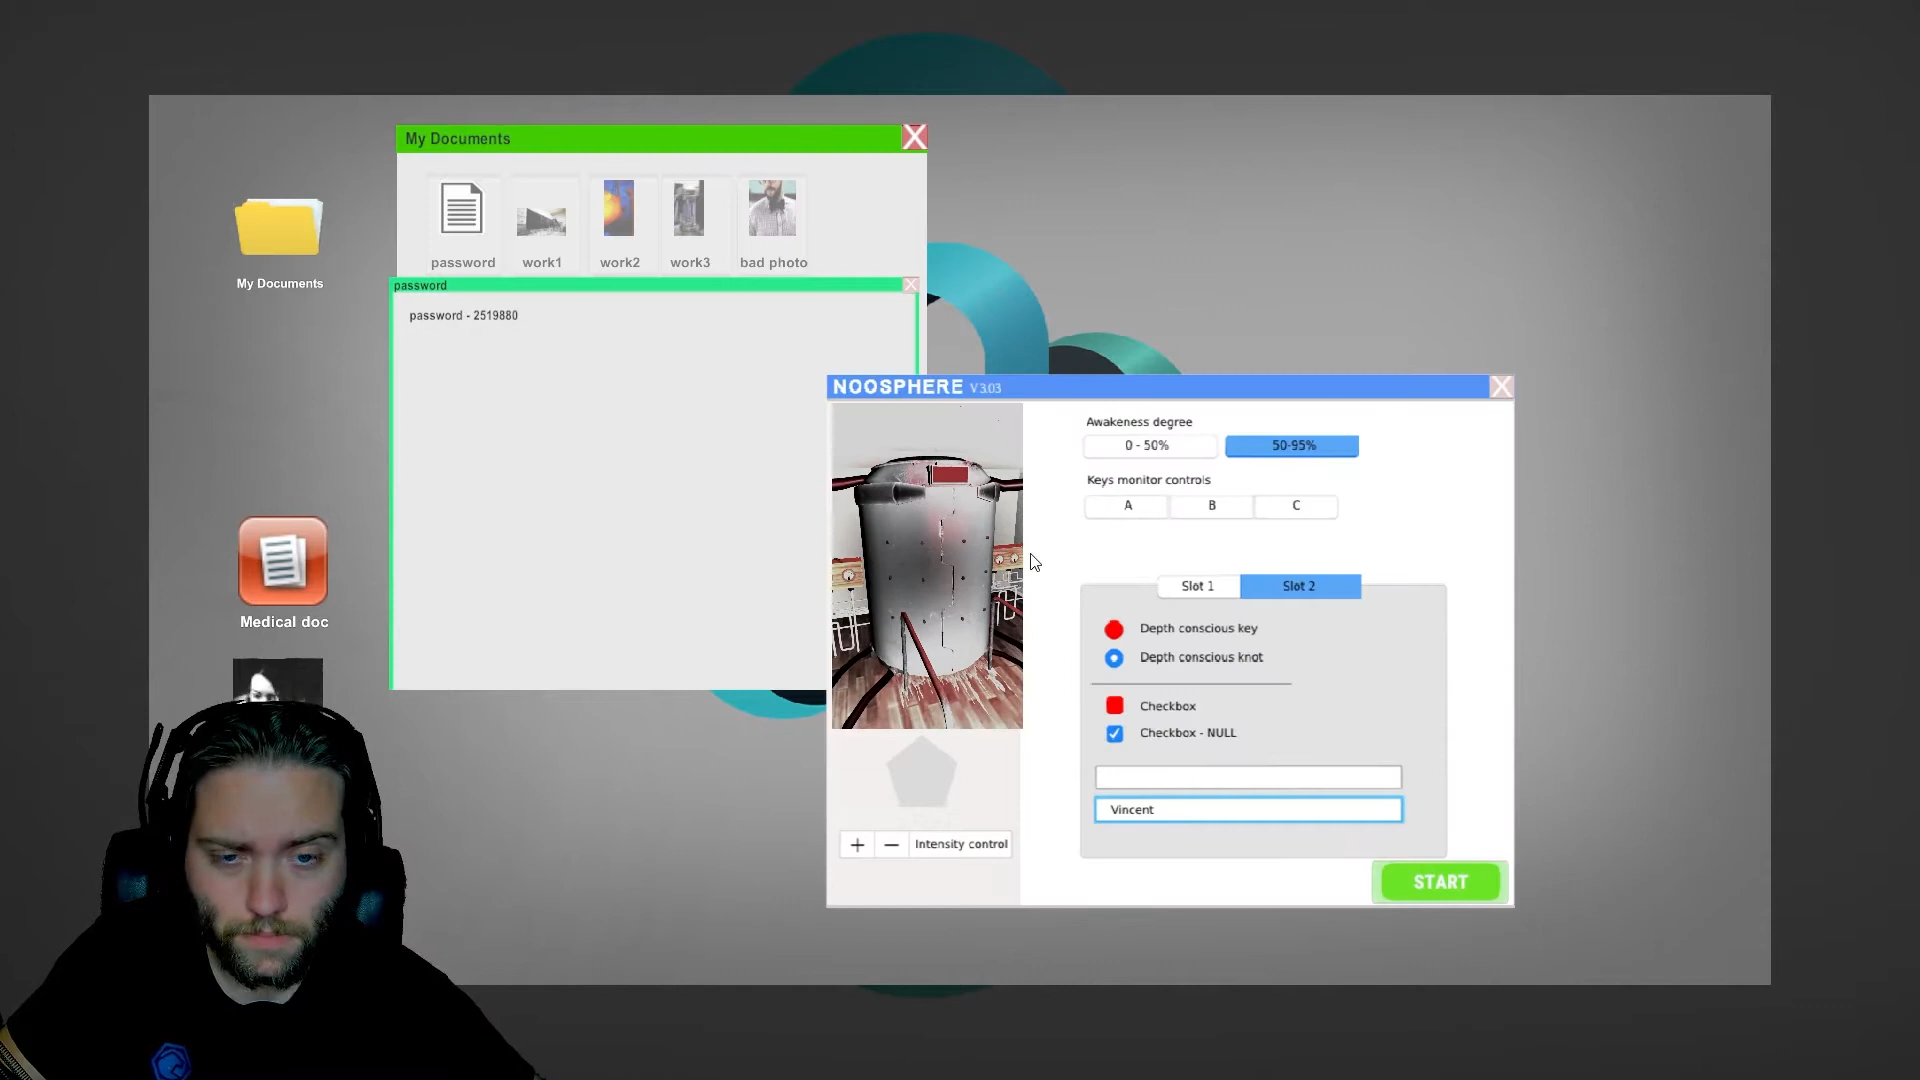 My Documents
password
work1
work2
work3
bad photo
My Documents
password
password - 2519880
Medical doc
NOOSPHERE V3.03
Awakeness degree
0 - 50%
50-95%
Keys monitor controls
A
B
C
Slot 1
Slot 2
Depth conscious key
Depth conscious knot
Checkbox
Checkbox - NULL
Vincent
+
−
Intensity control
START